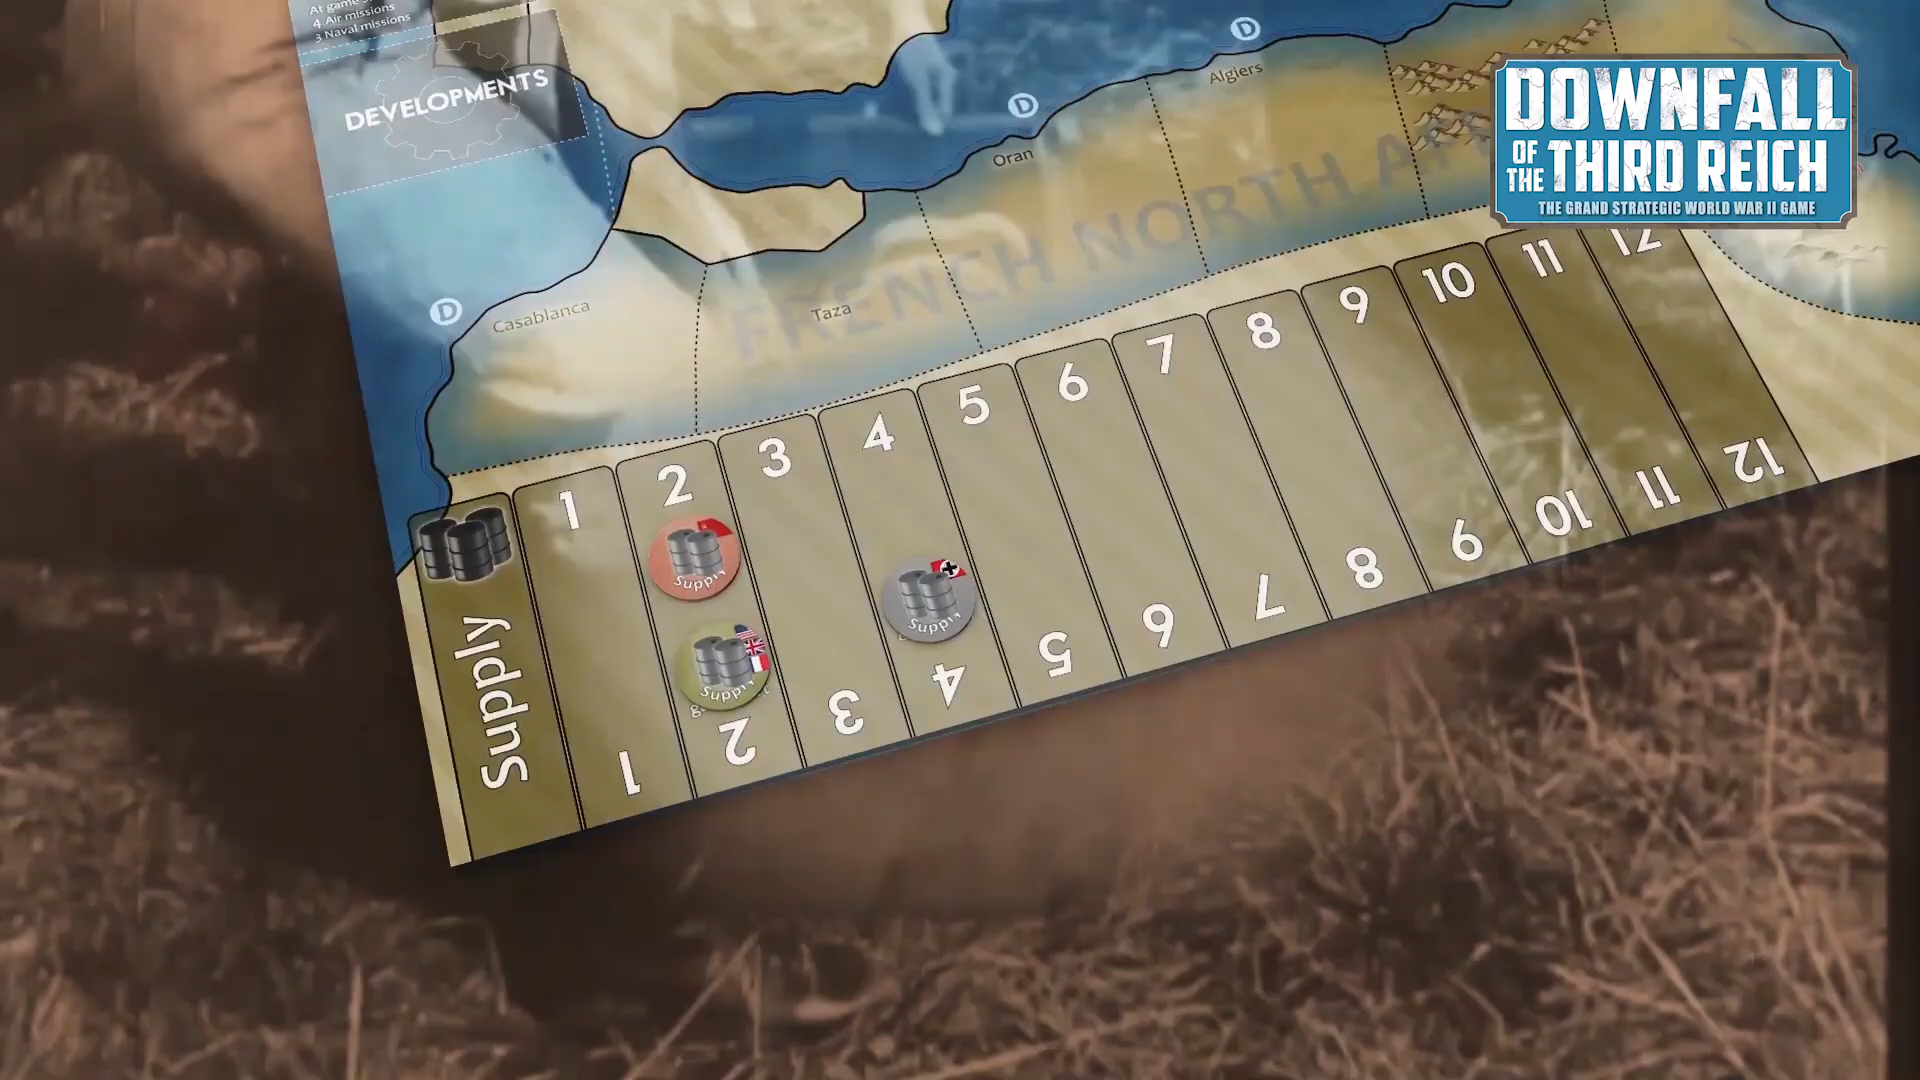 At game
4 Air missions
3 Naval missions
DEVELOPMENTS
D
D
D
Algiers
Oran
Casablanca
Taza
FRENCH NORTH
DOWNFALL
OF THE THIRD REICH
THE GRAND STRATEGIC WORLD WAR II GAME
Supply
1 2 3 4 5 6 7 8 9 10 11 12
Supply
Supply
Supply
1 2 3 4 5 6 7 8 9 10 11 12